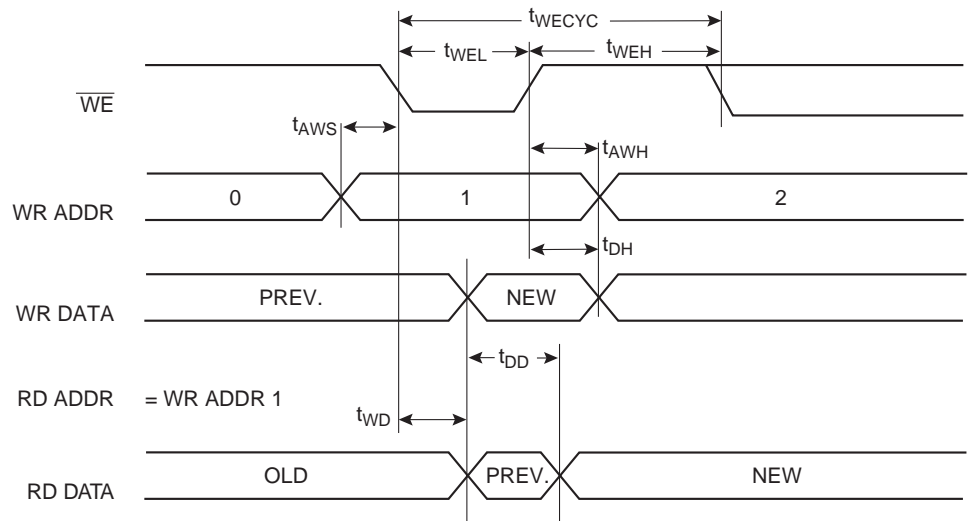 tWECYC
tWEL
tWEH
WE
tAWS
tAWH
WR ADDR
0
1
2
tDH
WR DATA
PREV.
NEW
tDD
RD ADDR = WR ADDR 1
tWD
RD DATA
OLD
PREV.
NEW